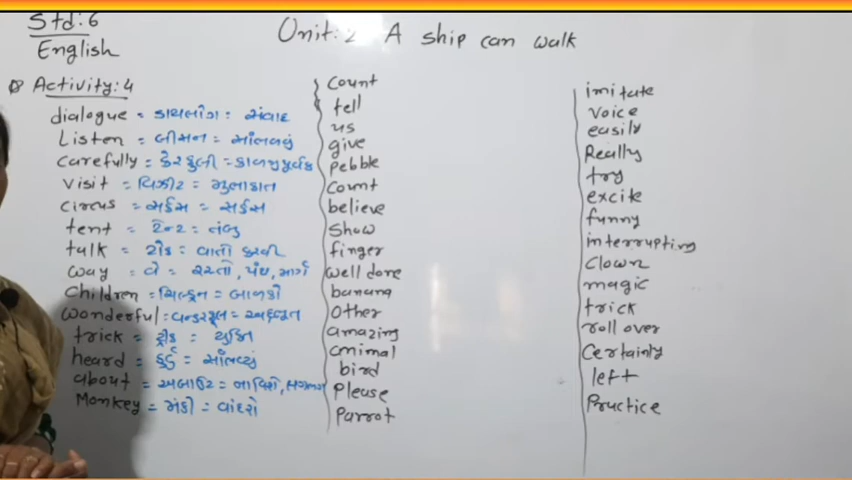 Std: 6
English
Unit: 2 A ship can walk
Activity: 4
dialogue = ડાયલોગ = સંવાદ
Listen = લીસન = સાંભળવું
carefully = કેરફુલી = કાળજીપૂર્વક
visit = વિઝીટ = મુલાકાત
circus = સર્કસ = સર્કસ
tent = ટેન્ટ = તંબુ
talk = ટોક = વાતો કરવી
way = વે = રસ્તો, પંથ, માર્ગ
Children = ચિલ્ડ્રન = બાળકો
wonderful = વન્ડરફુલ = અદભૂત
trick = ટ્રીક = યુક્તિ
heard = હર્ડ = સાંભળ્યું
about = અબાઉટ = ના વિશે, લગભગ
Monkey = મંકી = વાંદરો
Count
tell
us
give
Pebble
Count
believe
Show
finger
well done
banana
Other
amazing
animal
bird
Please
Parrot
imitate
Voice
easily
Really
try
excite
funny
interrupting
Clown
magic
trick
roll over
Certainly
left
Practice